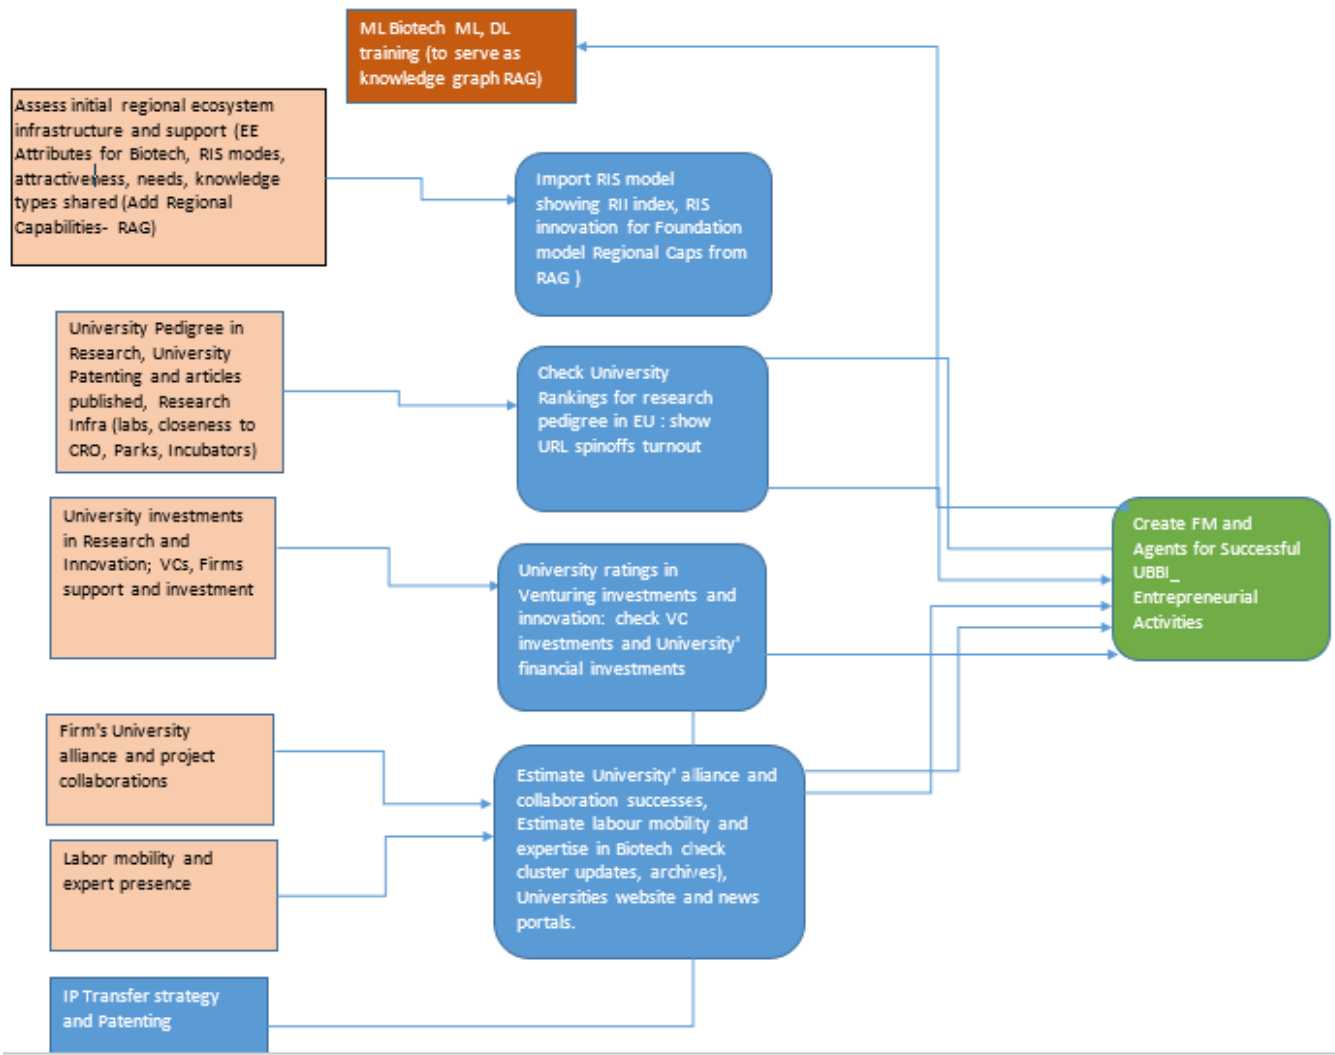 ML Biotech ML, DL
training (to serve as
knowledge graph RAG)
Assess initial regional ecosystem
infrastructure and support (EE
Attributes for Biotech, RIS modes,
attractiveness, needs, knowledge
types shared (Add Regional
Capabilities- RAG)
Import RIS model
showing RII index, RIS
innovation for Foundation
model Regional Caps from
RAG )
University Pedigree in
Research, University
Patenting and articles
published, Research
Infra (labs, closeness to
CRO, Parks, Incubators)
Check University
Rankings for research
pedigree in EU : show
URL spinoffs turnout
University investments
in Research and
Innovation; VCs, Firms
support and investment
University ratings in
Venturing investments and
innovation: check VC
investments and University'
financial investments
Create FM and
Agents for Successful
UBBI_
Entrepreneurial
Activities
Firm's University
alliance and project
collaborations
Labor mobility and
expert presence
Estimate University' alliance and
collaboration successes,
Estimate labour mobility and
expertise in Biotech check
cluster updates, archives),
Universities website and news
portals.
IP Transfer strategy
and Patenting